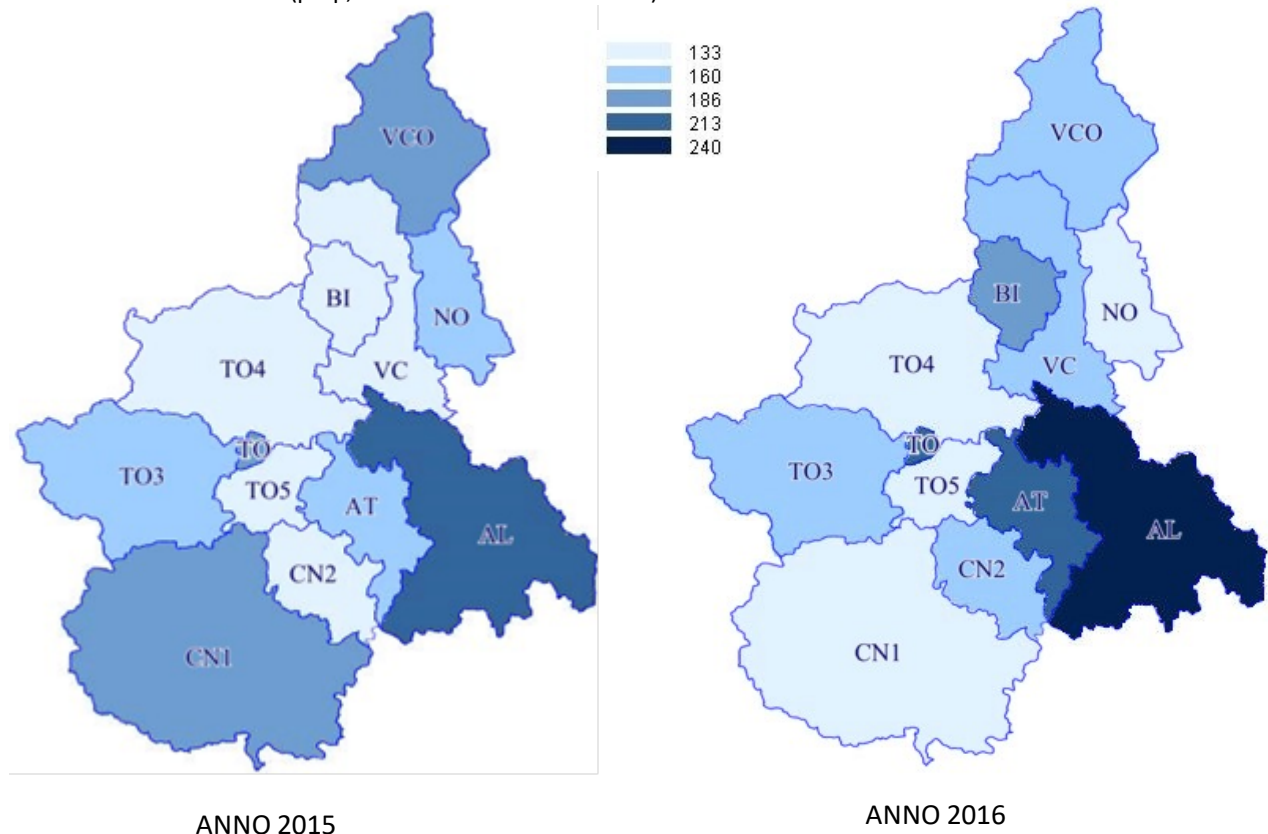 133
160
186
213
240
VCO
BI
NO
TO4
VC
TO
TO3
TO5
AT
AL
CN2
CN1
VCO
BI
NO
TO4
VC
TO
TO3
TO5
AT
AL
CN2
CN1
ANNO 2015
ANNO 2016